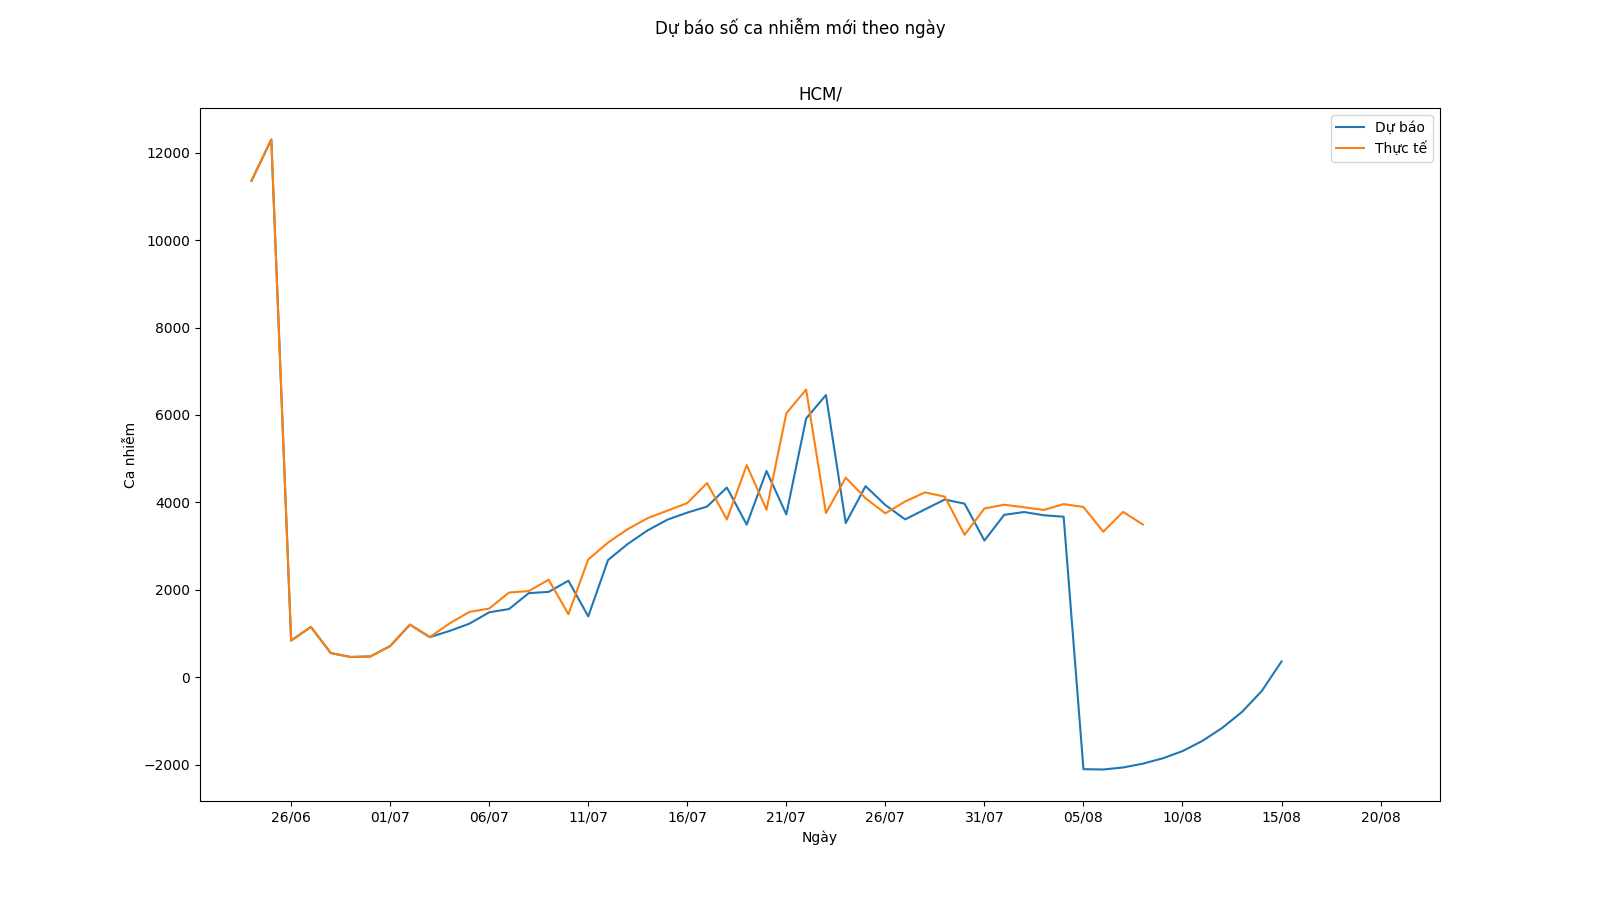 Dự báo số ca nhiễm mới theo ngày
HCM/
Dự báo
Thực tế
12000
10000
8000
6000
4000
2000
0
−2000
Ca nhiễm
26/06 01/07 06/07 11/07 16/07 21/07 26/07 31/07 05/08 10/08 15/08 20/08
Ngày